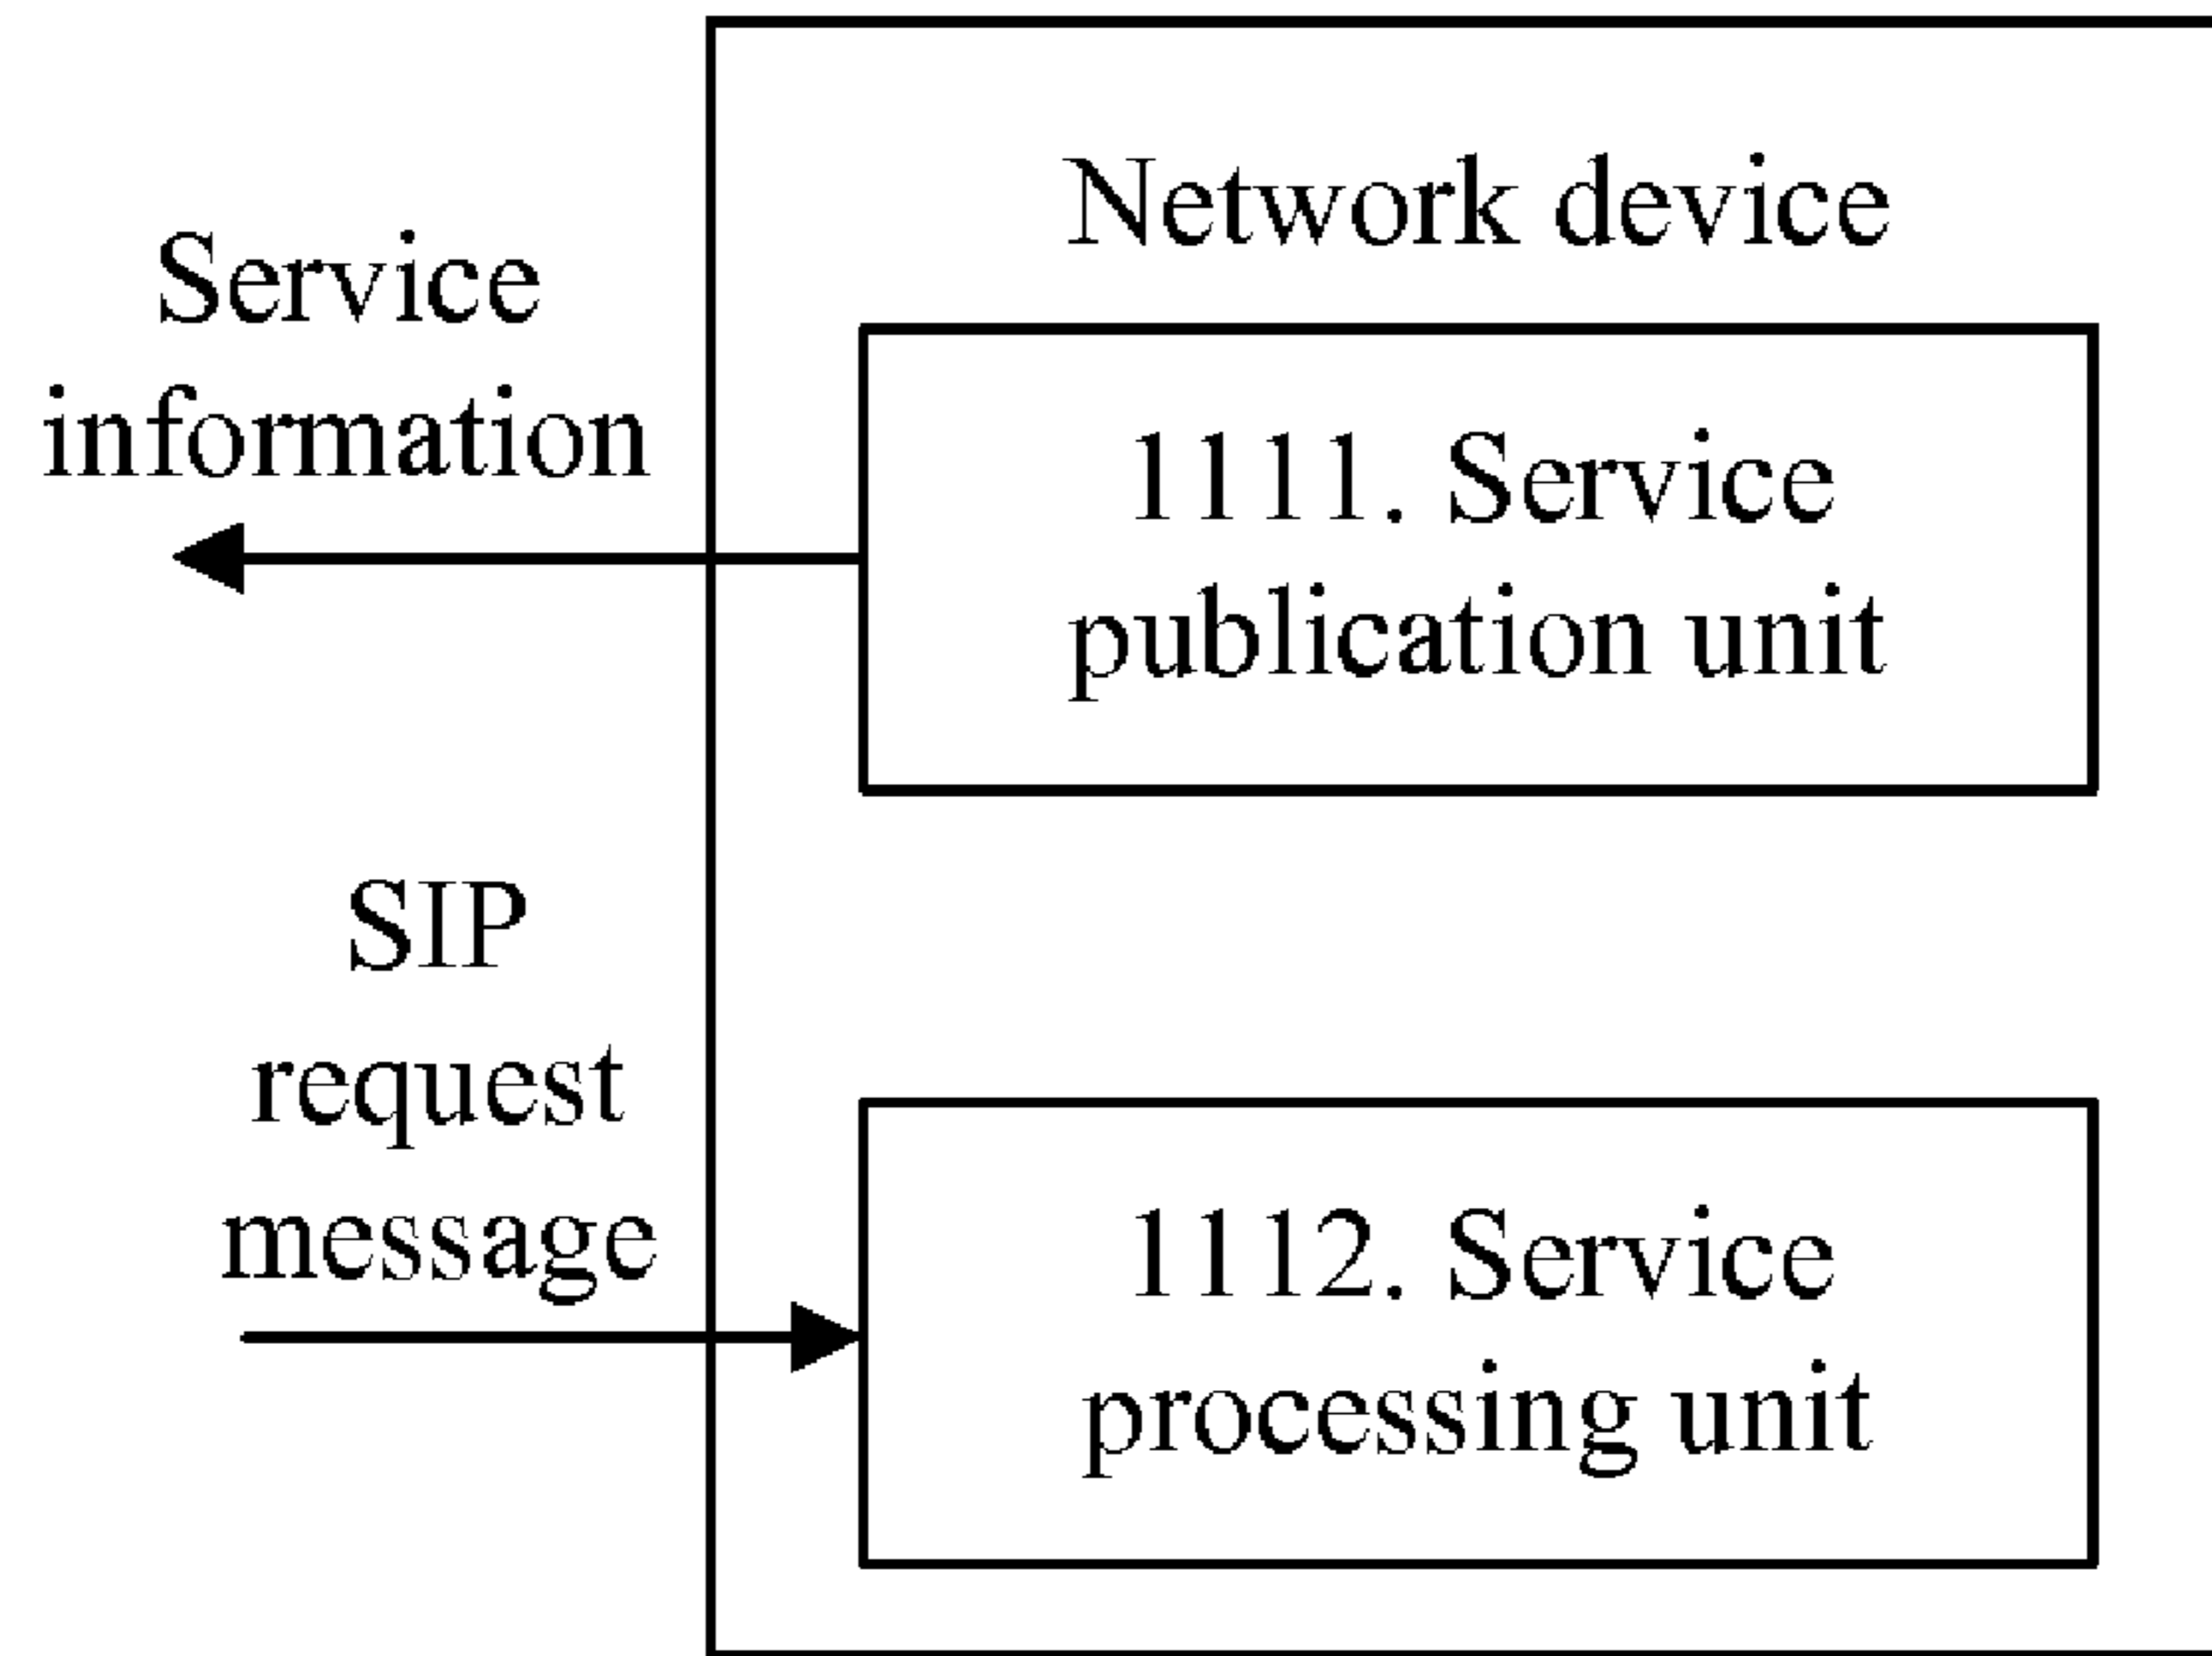 Network device
Service
information
1111. Service
publication unit
SIP
request
message
1112. Service
processing unit